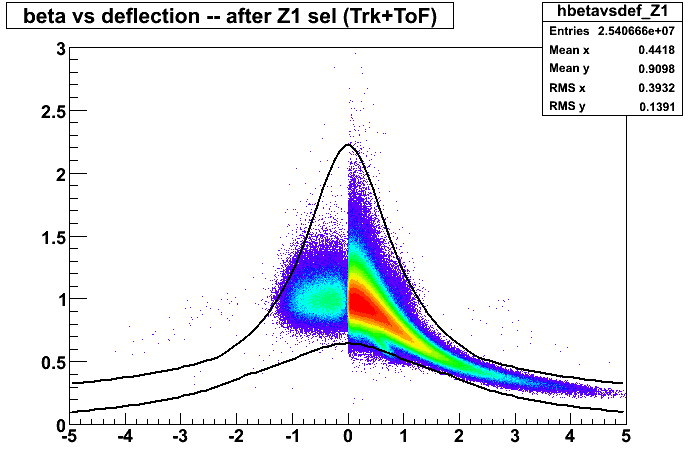 beta vs deflection -- after Z1 sel (Trk+ToF)
hbetavsdef_Z1
Entries 2.540666e+07
Mean x 0.4418
Mean y 0.9098
RMS x 0.3932
RMS y 0.1391
3
2.5
2
1.5
1
0.5
0
-5 -4 -3 -2 -1 0 1 2 3 4 5